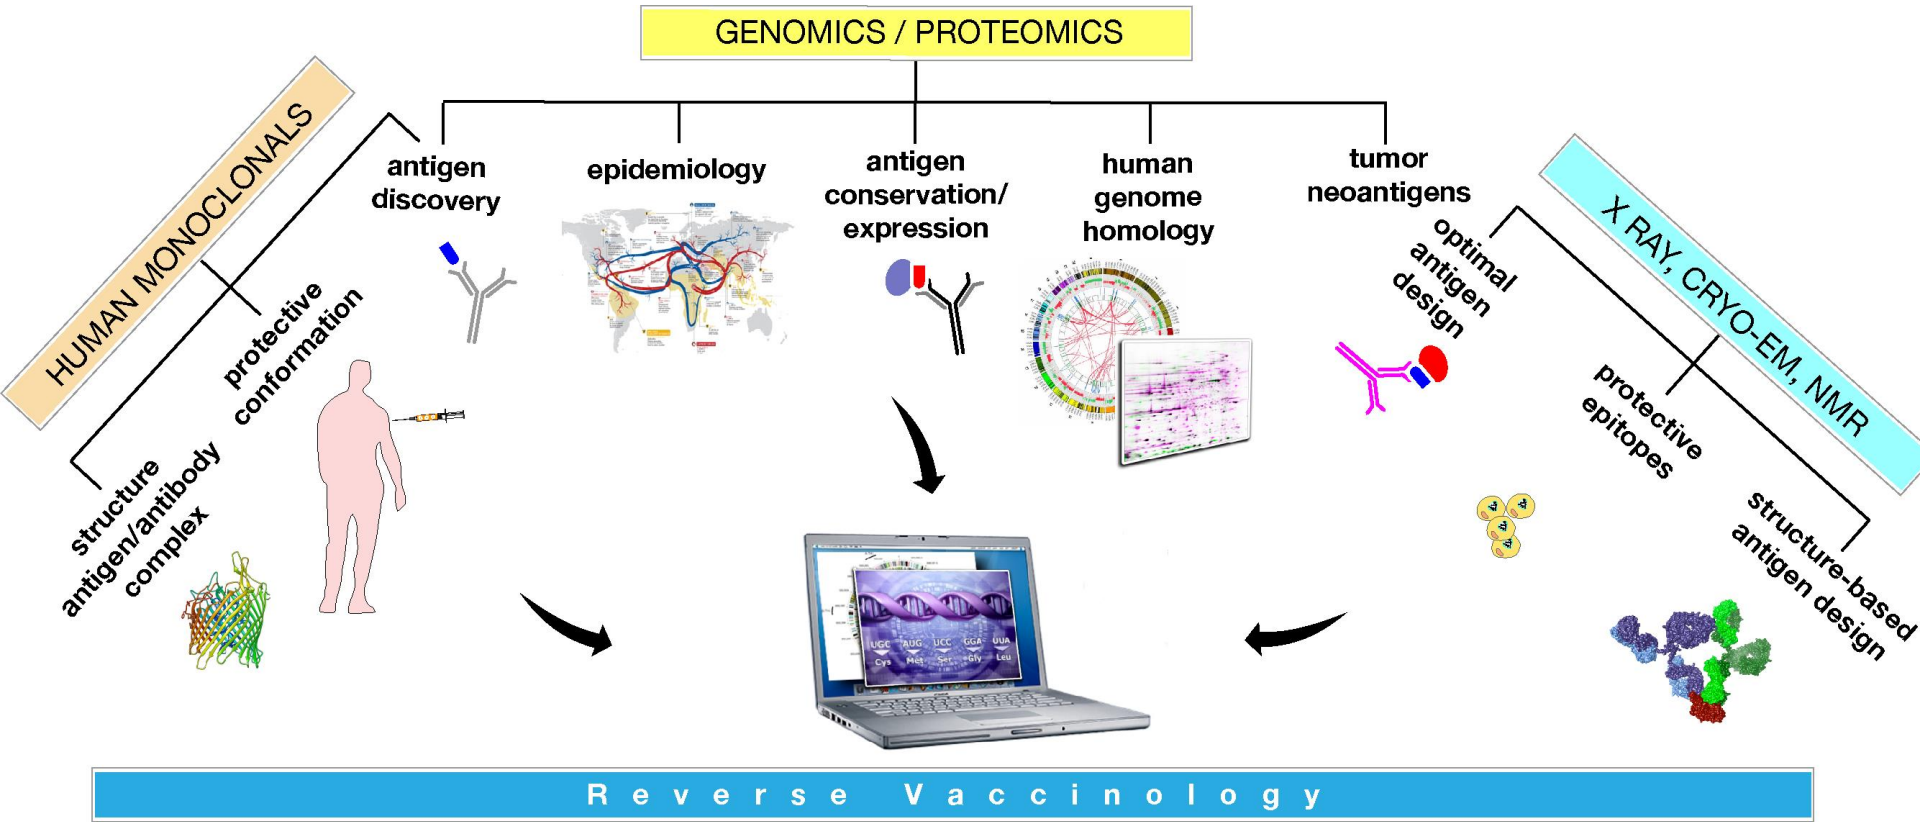 GENOMICS / PROTEOMICS
HUMAN MONOCLONALS
antigen
discovery
protective
conformation
structure
antigen/antibody
complex
epidemiology
antigen
conservation/
expression
human
genome
homology
tumor
neoantigens
X RAY, CRYO-EM, NMR
optimal
antigen
design
protective
epitopes
structure-based
antigen design
UGC AUG UCC GGA UUA
Cys Met Ser Gly Leu
Reverse Vaccinology